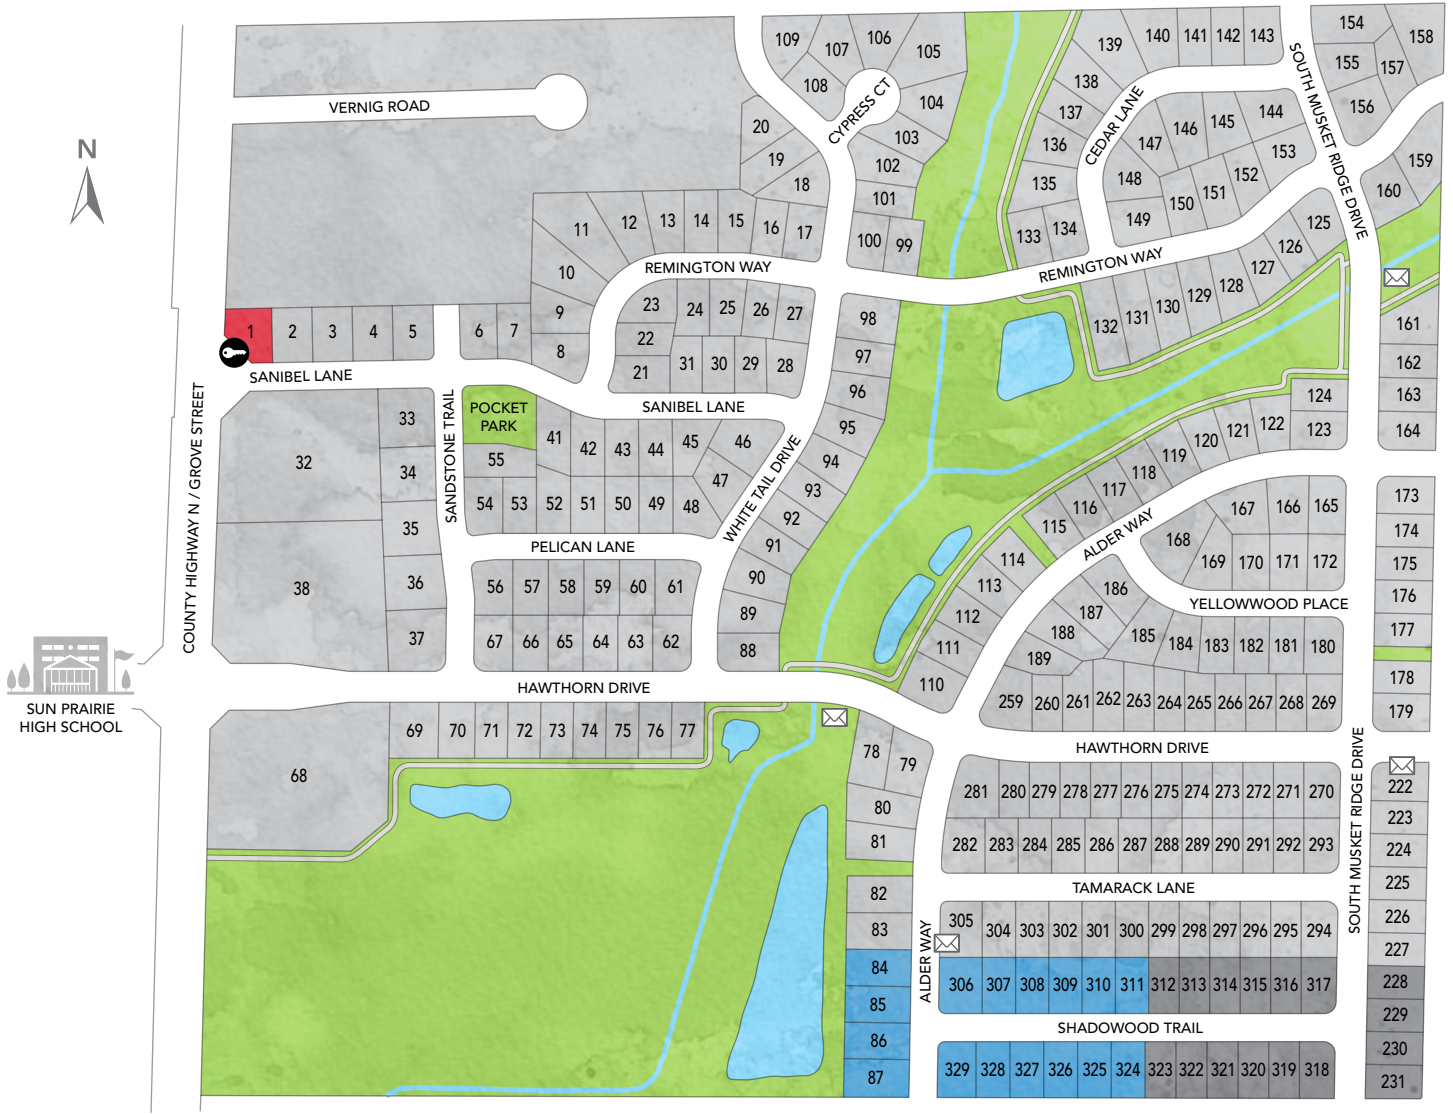 109 107 106 105
108
104
103
102
101
100 99
CYPRESS CT
139 140 141 142 143
138
137
136
135
133 134
CEDAR LANE
147 146 145 144
148
149 150 151 152 153
SOUTH MUSKET RIDGE DRIVE
154 158
155 157
156
159
160
VERNIG ROAD
N
20
19
18
11 12 13 14 15 16 17
10
9
8
REMINGTON WAY
REMINGTON WAY
125
126
127
128
129
130
131
132
23 24 25 26 27
22
21 31 30 29 28
1 2 3 4 5 6 7
SANIBEL LANE
SANIBEL LANE
98
97
96
95
94
93
92
91
90
89
88
161
162
163
164
124
123
122
121
120
119
118
117
116
115
COUNTY HIGHWAY N / GROVE STREET
SANDSTONE TRAIL
POCKET
PARK
WHITE TAIL DRIVE
32 33
34
35
38 36
37
41 42 43 44 45 46
47
55
54 53 52 51 50 49 48
PELICAN LANE
56 57 58 59 60 61
67 66 65 64 63 62
ALDER WAY
114
113
112
111
110
167 166 165
168
169 170 171 172
YELLOWWOOD PLACE
173
174
175
176
177
178
179
186
187
188
189
185 184 183 182 181 180
259 260 261 262 263 264 265 266 267 268 269
SUN PRAIRIE
HIGH SCHOOL
HAWTHORN DRIVE
HAWTHORN DRIVE
68
69 70 71 72 73 74 75 76 77
78 79
80
81
82
83
84
85
86
87
ALDER WAY
281 280 279 278 277 276 275 274 273 272 271 270
282 283 284 285 286 287 288 289 290 291 292 293
TAMARACK LANE
305 304 303 302 301 300 299 298 297 296 295 294
306 307 308 309 310 311 312 313 314 315 316 317
SHADOWOOD TRAIL
329 328 327 326 325 324 323 322 321 320 319 318
SOUTH MUSKET RIDGE DRIVE
222
223
224
225
226
227
228
229
230
231